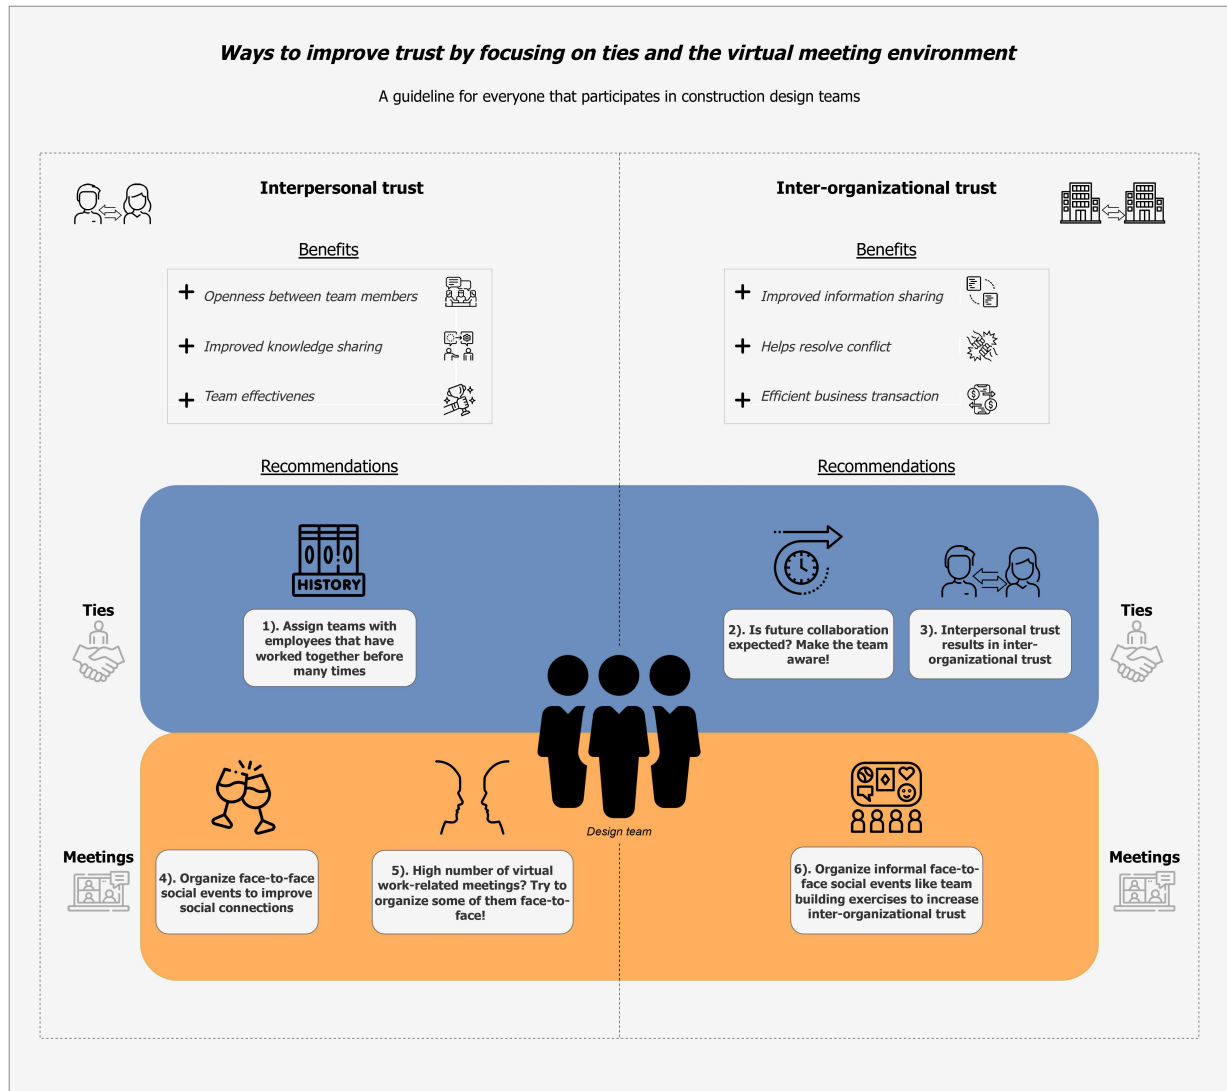 Ways to improve trust by focusing on ties and the virtual meeting environment
A guideline for everyone that participates in construction design teams
Interpersonal trust
Benefits
+ Openness between team members
+ Improved knowledge sharing
+ Team effectivenes
Recommendations
Inter-organizational trust
Benefits
+ Improved information sharing
+ Helps resolve conflict
+ Efficient business transaction
Recommendations
Ties
HISTORY
1). Assign teams with
employees that have
worked together before
many times
2). Is future collaboration
expected? Make the team
aware!
3). Interpersonal trust
results in inter-
organizational trust
Ties
Design team
Meetings
4). Organize face-to-face
social events to improve
social connections
5). High number of virtual
work-related meetings? Try to
organize some of them face-to-
face!
6). Organize informal face-to-
face social events like team
building exercises to increase
inter-organizational trust
Meetings